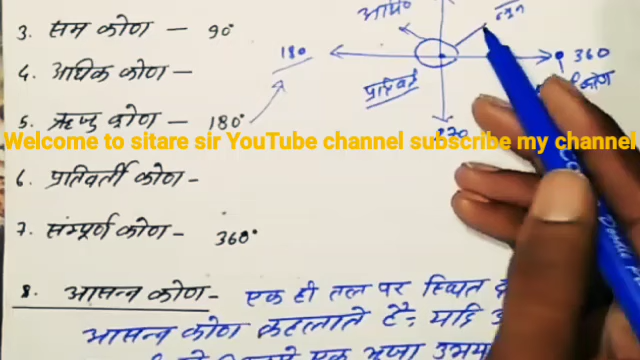 3. सम कोण - 90°
4. अधिक कोण -
5. ऋजु कोण - 180°
6. प्रतिवर्ती कोण -
7. संम्पूर्ण कोण - 360°
8. आसन्न कोण - एक ही तल पर स्थित
आसन्न कोण कहलाते है:- यदि
एक भुजा उभय
अधिक
न्यून
180
360
प्रतिवर्ती
कोण
270
Welcome to sitare sir YouTube channel subscribe my channel